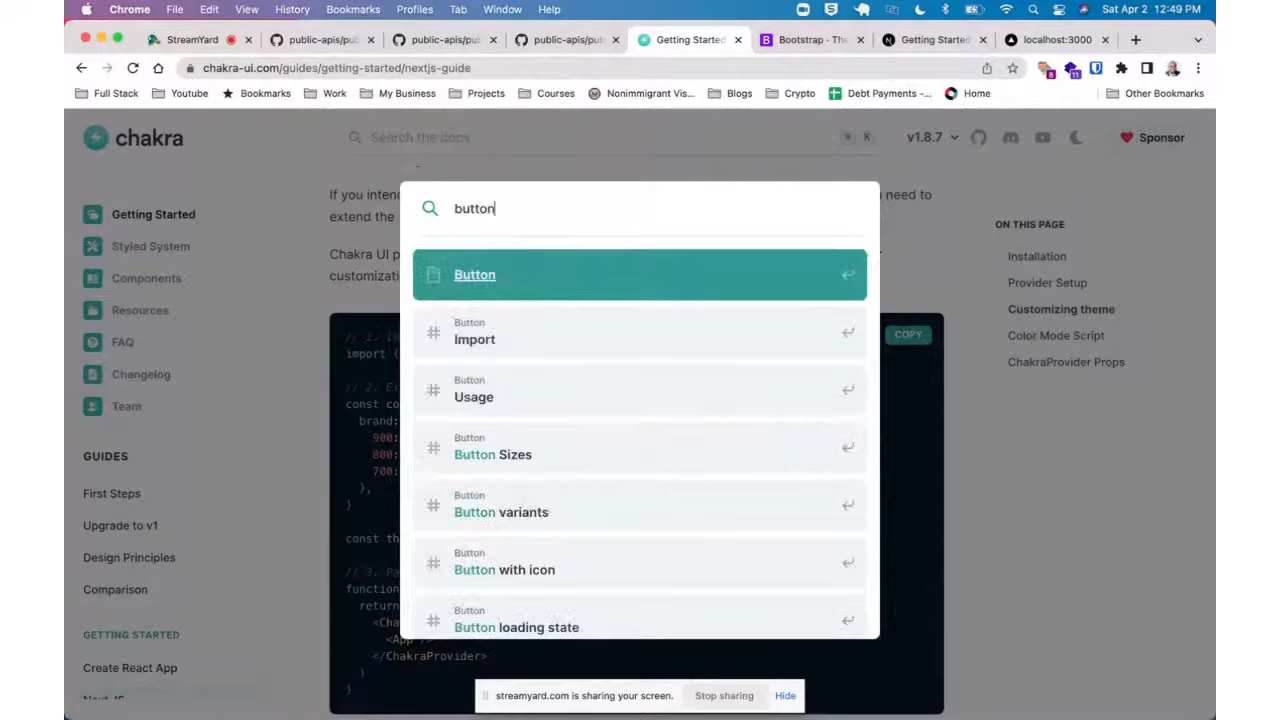 Chrome File Edit View History Bookmarks Profiles Tab Window Help Sat Apr 2 12:49 PM
StreamYard public-apis/pu public-apis/pu public-apis/pu Getting Started Bootstrap - The Getting Started localhost:3000
chakra-ui.com/guides/getting-started/nextjs-guide
Full Stack Youtube Bookmarks Work My Business Projects Courses Nonimmigrant Vis... Blogs Crypto Debt Payments -... Home Other Bookmarks
chakra Search the docs K v1.8.7 Sponsor
If you inten need to
extend the
Chakra UI p
customizati
button
Button
Button
Import
Button
Usage
Button
Button Sizes
Button
Button variants
Button
Button with icon
Button
Button loading state
Getting Started
Styled System
Components
Resources
FAQ
Changelog
Team
GUIDES
First Steps
Upgrade to v1
Design Principles
Comparison
GETTING STARTED
Create React App
ON THIS PAGE
Installation
Provider Setup
Customizing theme
Color Mode Script
ChakraProvider Props
COPY
import {
const co
brand:
900:
800:
700:
},
}
const th
function
return
<Cha
<App />
</ChakraProvider>
)
}
streamyard.com is sharing your screen. Stop sharing Hide